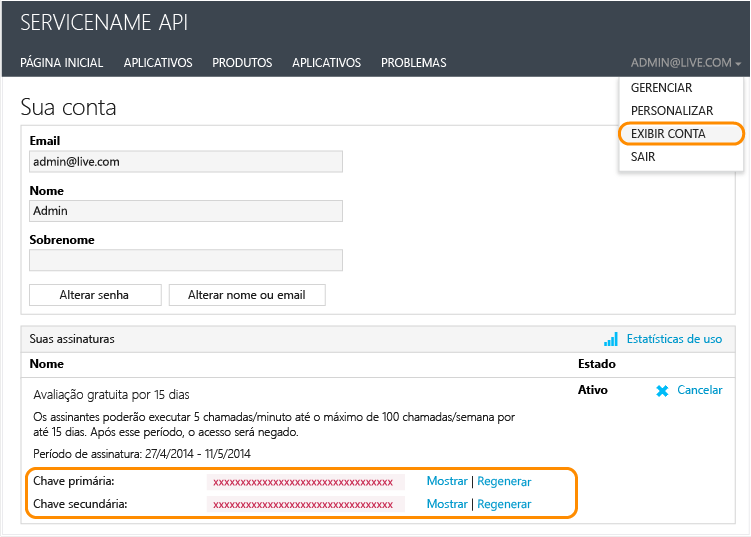 SERVICENAME API
PÁGINA INICIAL APLICATIVOS PRODUTOS APLICATIVOS PROBLEMAS ADMIN@LIVE.COM
GERENCIAR
PERSONALIZAR
EXIBIR CONTA
SAIR
Sua conta
Email
admin@live.com
Nome
Admin
Sobrenome
Alterar senha Alterar nome ou email
Suas assinaturas Estatísticas de uso
Nome Estado
Avaliação gratuita por 15 dias Ativo Cancelar
Os assinantes poderão executar 5 chamadas/minuto até o máximo de 100 chamadas/semana por
até 15 dias. Após esse período, o acesso será negado.
Período de assinatura: 27/4/2014 - 11/5/2014
Chave primária: xxxxxxxxxxxxxxxxxxxxxxxxxxxxxxxxx Mostrar | Regenerar
Chave secundária: xxxxxxxxxxxxxxxxxxxxxxxxxxxxxxxxx Mostrar | Regenerar